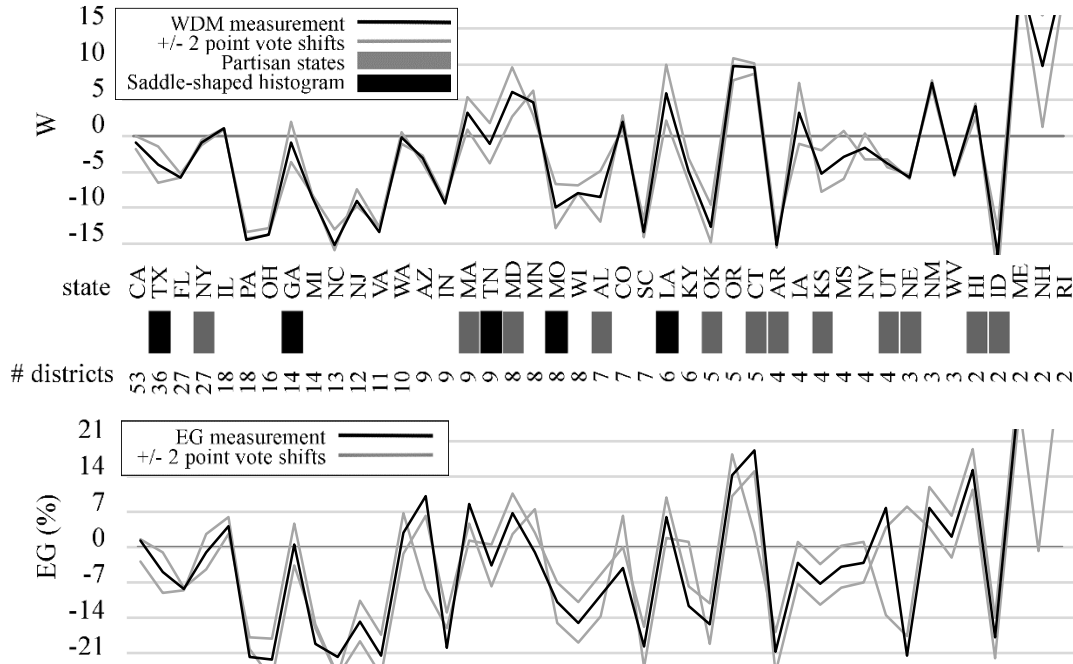 15
10
5
0
-5
-10
-15
W
WDM measurement
+/- 2 point vote shifts
Partisan states
Saddle-shaped histogram
state CA TX FL NY IL PA OH GA MI NC NJ VA WA AZ IN MA TN MD MN MO WI AL CO SC LA KY OK OR CT AR IA KS MS NV UT NE NM WV HI ID ME NH RI
# districts 53 36 27 27 18 18 16 14 14 13 12 11 10 9 9 9 9 8 8 8 8 7 7 7 6 6 5 5 5 4 4 4 4 4 4 3 3 3 2 2 2 2 2
21
14
7
0
-7
-14
-21
EG (%)
EG measurement
+/- 2 point vote shifts